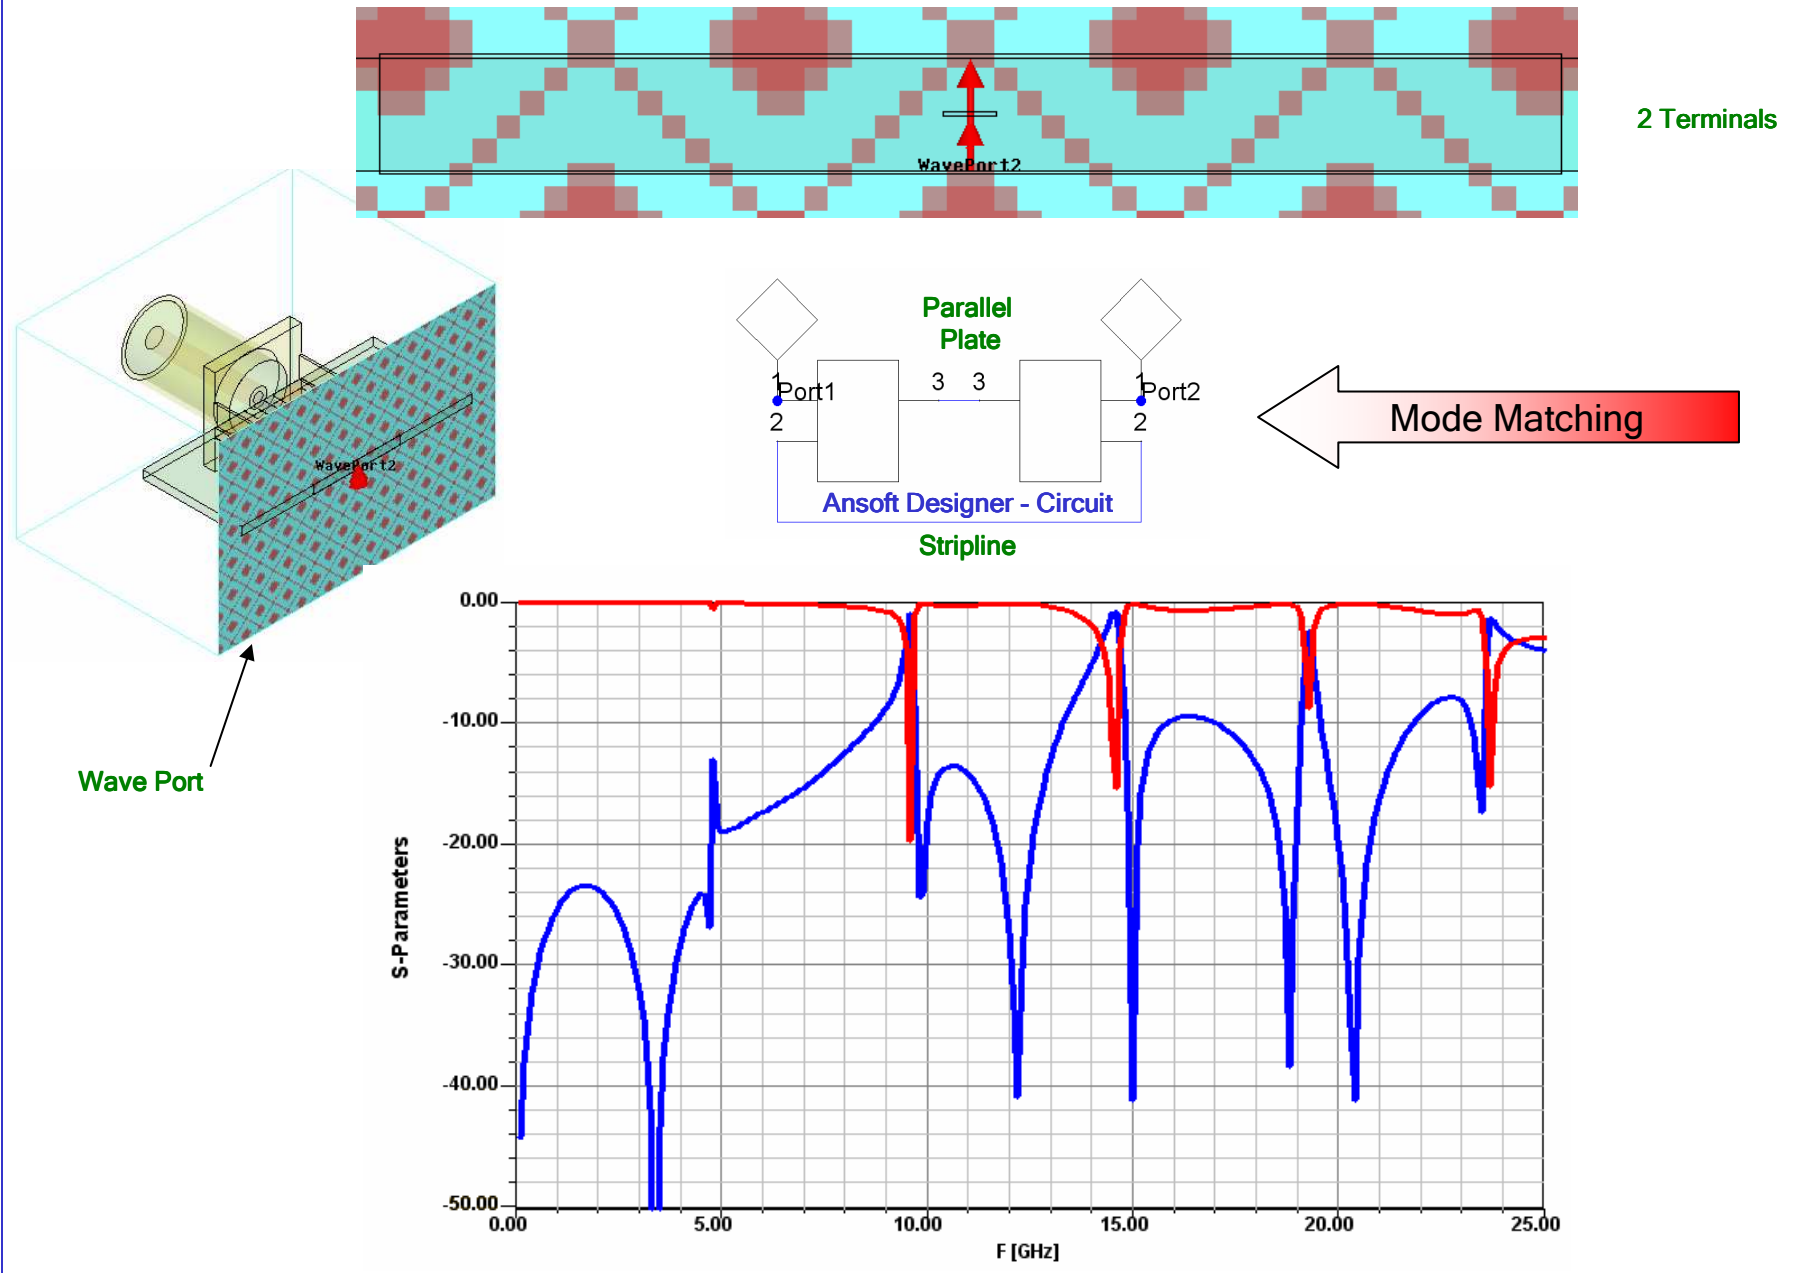 WavePort2
2 Terminals
WavePort2
Wave Port
Parallel
Plate
1
Port1
2
3 3
1
Port2
2
Ansoft Designer - Circuit
Stripline
Mode Matching
0.00
-10.00
-20.00
-30.00
-40.00
-50.00
S-Parameters
0.00 5.00 10.00 15.00 20.00 25.00
F [GHz]